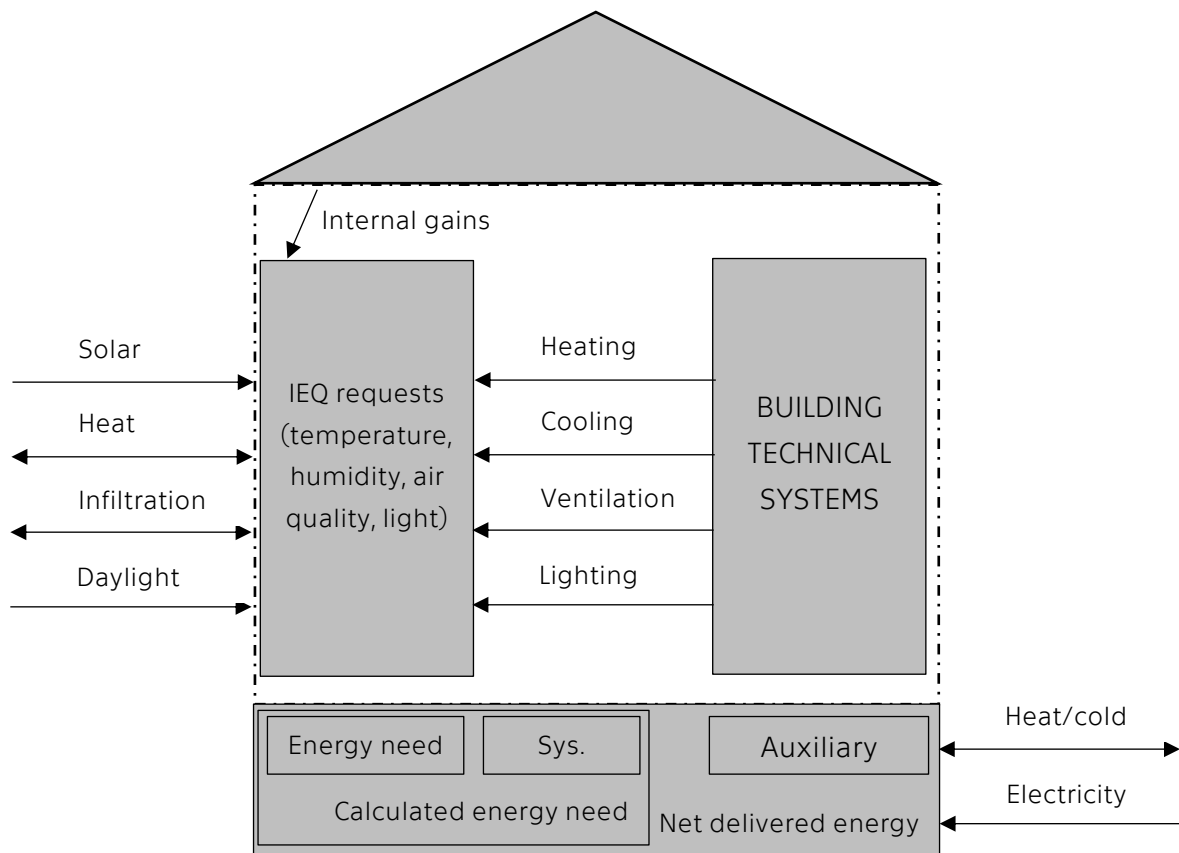 Internal gains
Solar
Heat
Infiltration
Daylight
IEQ requests
(temperature,
humidity, air
quality, light)
Heating
Cooling
Ventilation
Lighting
BUILDING
TECHNICAL
SYSTEMS
Energy need
Sys.
Calculated energy need
Auxiliary
Net delivered energy
Heat/cold
Electricity